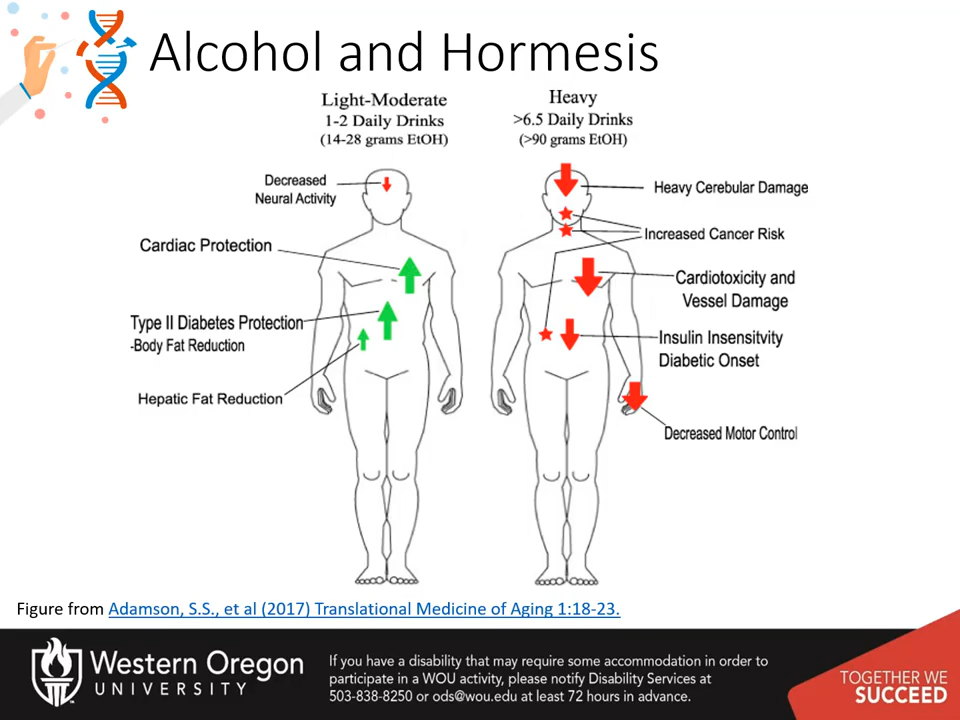 Alcohol and Hormesis
Light-Moderate
1-2 Daily Drinks
(14-28 grams EtOH)
Decreased
Neural Activity
Cardiac Protection
Type II Diabetes Protection
-Body Fat Reduction
Hepatic Fat Reduction
Heavy
>6.5 Daily Drinks
(>90 grams EtOH)
Heavy Cerebular Damage
Increased Cancer Risk
Cardiotoxicity and
Vessel Damage
Insulin Insensitvity
Diabetic Onset
Decreased Motor Control
Figure from Adamson, S.S., et al (2017) Translational Medicine of Aging 1:18-23.
Western Oregon
UNIVERSITY
If you have a disability that may require some accommodation in order to
participate in a WOU activity, please notify Disability Services at
503-838-8250 or ods@wou.edu at least 72 hours in advance.
TOGETHER WE
SUCCEED